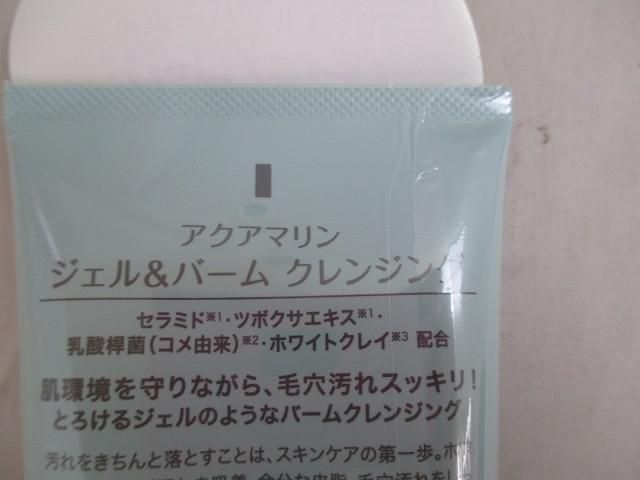 アクアマリン
ジェル&バーム クレンジング
セラミド※1・ツボクサエキス※1・
乳酸桿菌(コメ由来)※2・ホワイトクレイ※3 配合
肌環境を守りながら、毛穴汚れスッキリ!
とろけるジェルのようなバームクレンジング
汚れをきちんと落とすことは、スキンケアの第一歩。ホワ